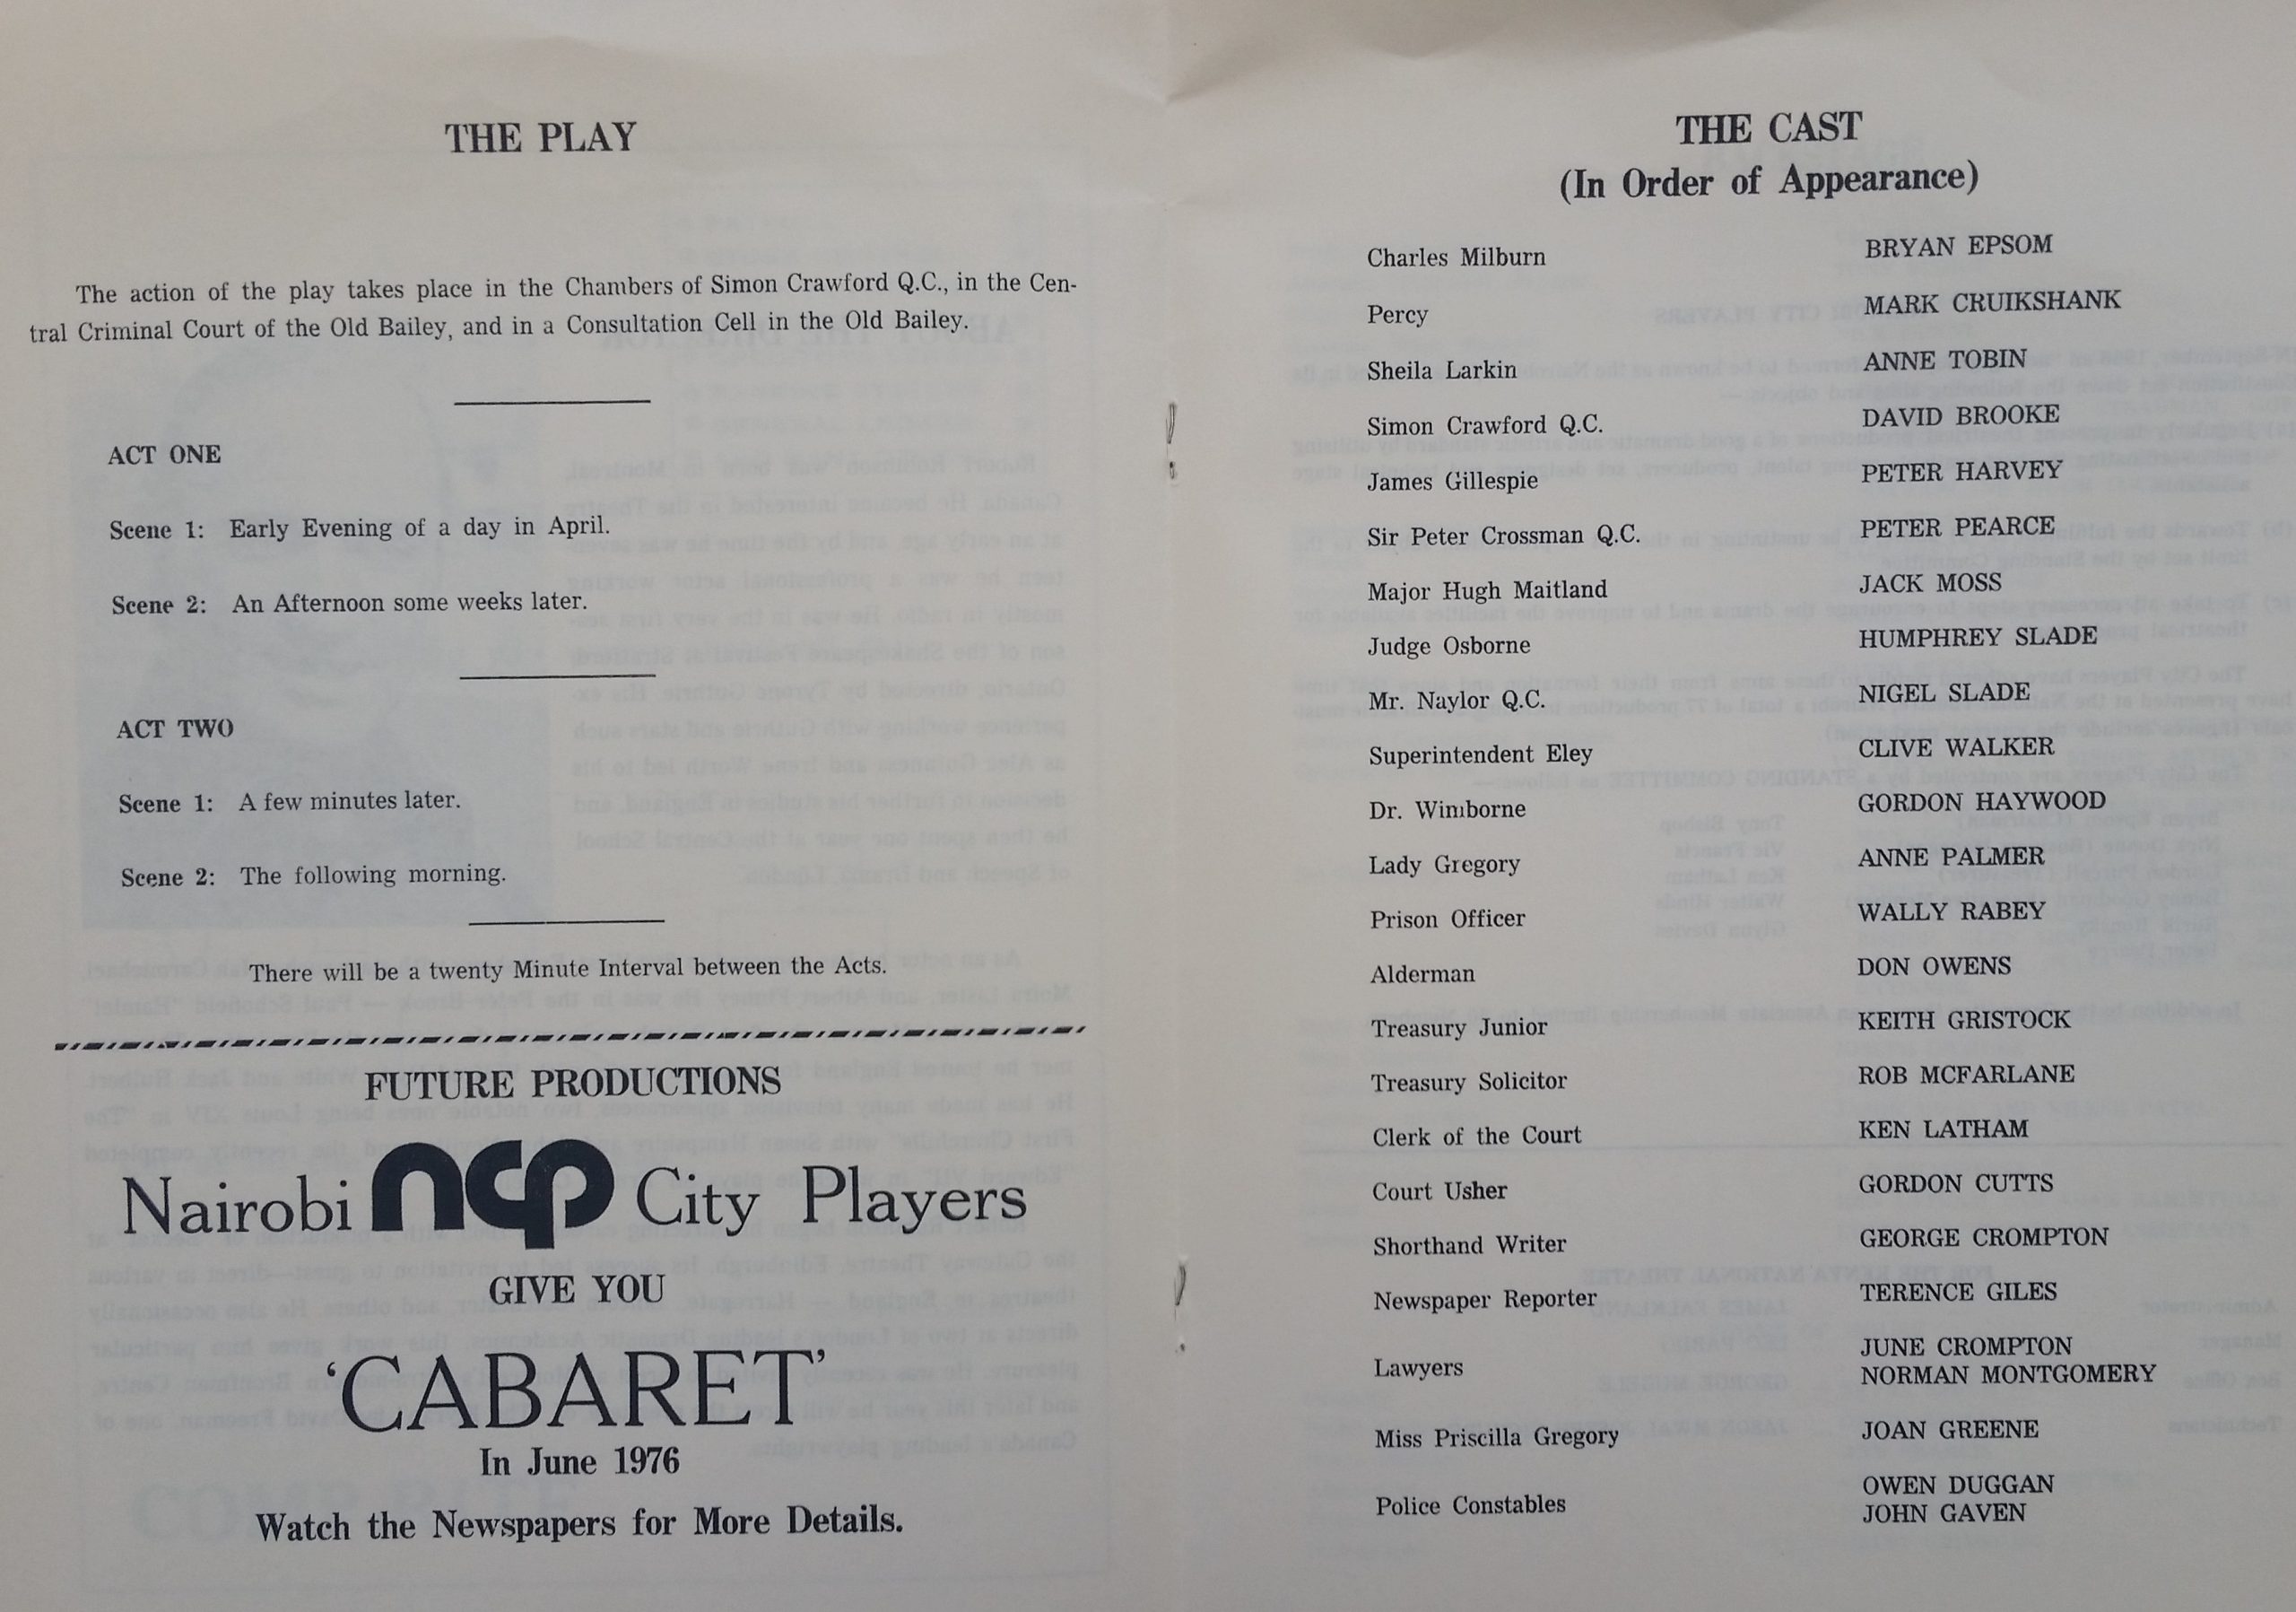 THE PLAY
The action of the play takes place in the Chambers of Simon Crawford Q.C., in the Cen-
tral Criminal Court of the Old Bailey, and in a Consultation Cell in the Old Bailey.
ACT ONE
Scene 1: Early Evening of a day in April.
Scene 2: An Afternoon some weeks later.
ACT TWO
Scene 1: A few minutes later.
Scene 2: The following morning.
There will be a twenty Minute Interval between the Acts.
FUTURE PRODUCTIONS
Nairobi ncp City Players
GIVE YOU
‘CABARET’
In June 1976
Watch the Newspapers for More Details.
THE CAST
(In Order of Appearance)
Charles Milburn BRYAN EPSOM
Percy MARK CRUIKSHANK
Sheila Larkin ANNE TOBIN
Simon Crawford Q.C. DAVID BROOKE
James Gillespie PETER HARVEY
Sir Peter Crossman Q.C. PETER PEARCE
Major Hugh Maitland JACK MOSS
Judge Osborne HUMPHREY SLADE
Mr. Naylor Q.C. NIGEL SLADE
Superintendent Eley CLIVE WALKER
Dr. Wimborne GORDON HAYWOOD
Lady Gregory ANNE PALMER
Prison Officer WALLY RABEY
Alderman DON OWENS
Treasury Junior KEITH GRISTOCK
Treasury Solicitor ROB MCFARLANE
Clerk of the Court KEN LATHAM
Court Usher GORDON CUTTS
Shorthand Writer GEORGE CROMPTON
Newspaper Reporter TERENCE GILES
Lawyers JUNE CROMPTON
NORMAN MONTGOMERY
Miss Priscilla Gregory JOAN GREENE
Police Constables OWEN DUGGAN
JOHN GAVEN